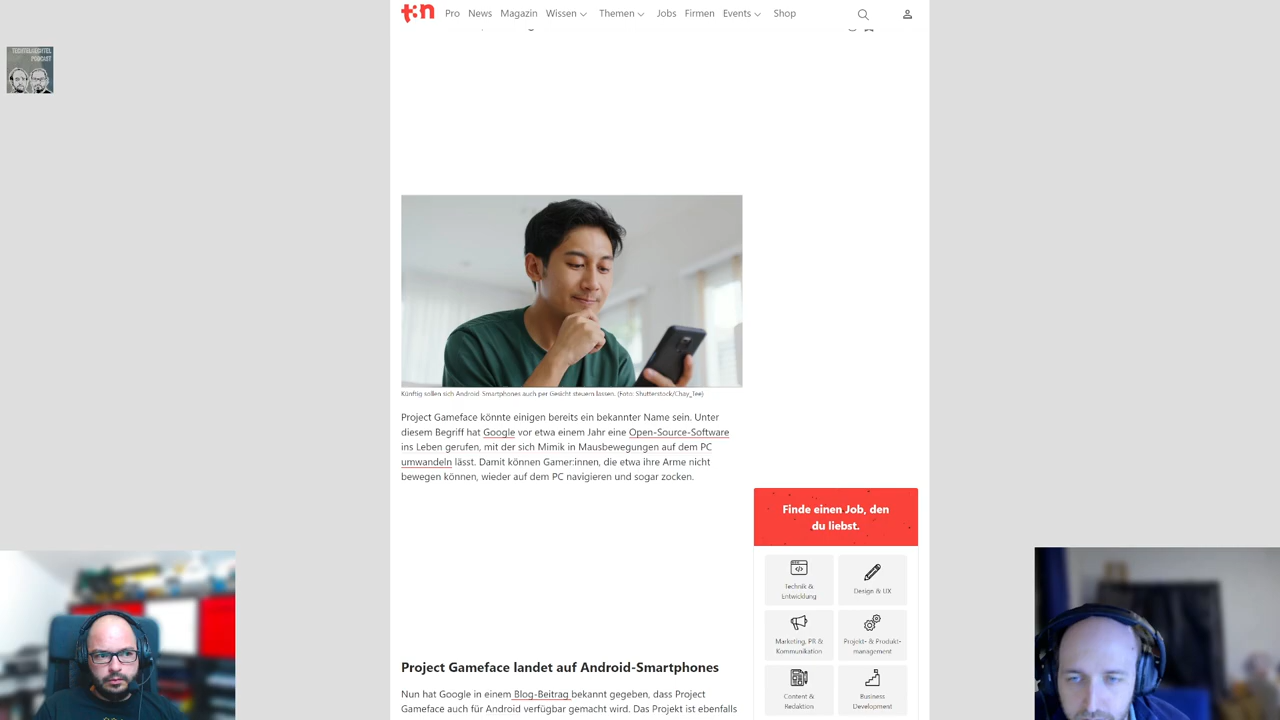 t3n Pro News Magazin Wissen Themen Jobs Firmen Events Shop
TECHTELMECHTEL
PODCAST
Künftig sollen sich Android-Smartphones auch per Gesicht steuern lassen. (Foto: Shutterstock/Chay_Tee)
Project Gameface könnte einigen bereits ein bekannter Name sein. Unter
diesem Begriff hat Google vor etwa einem Jahr eine Open-Source-Software
ins Leben gerufen, mit der sich Mimik in Mausbewegungen auf dem PC
umwandeln lässt. Damit können Gamer:innen, die etwa ihre Arme nicht
bewegen können, wieder auf dem PC navigieren und sogar zocken.
Finde einen Job, den
du liebst.
Technik &
Entwicklung
Design & UX
Marketing, PR &
Kommunikation
Projekt- & Produkt-
management
Content &
Redaktion
Business
Development
Project Gameface landet auf Android-Smartphones
Nun hat Google in einem Blog-Beitrag bekannt gegeben, dass Project
Gameface auch für Android verfügbar gemacht wird. Das Projekt ist ebenfalls